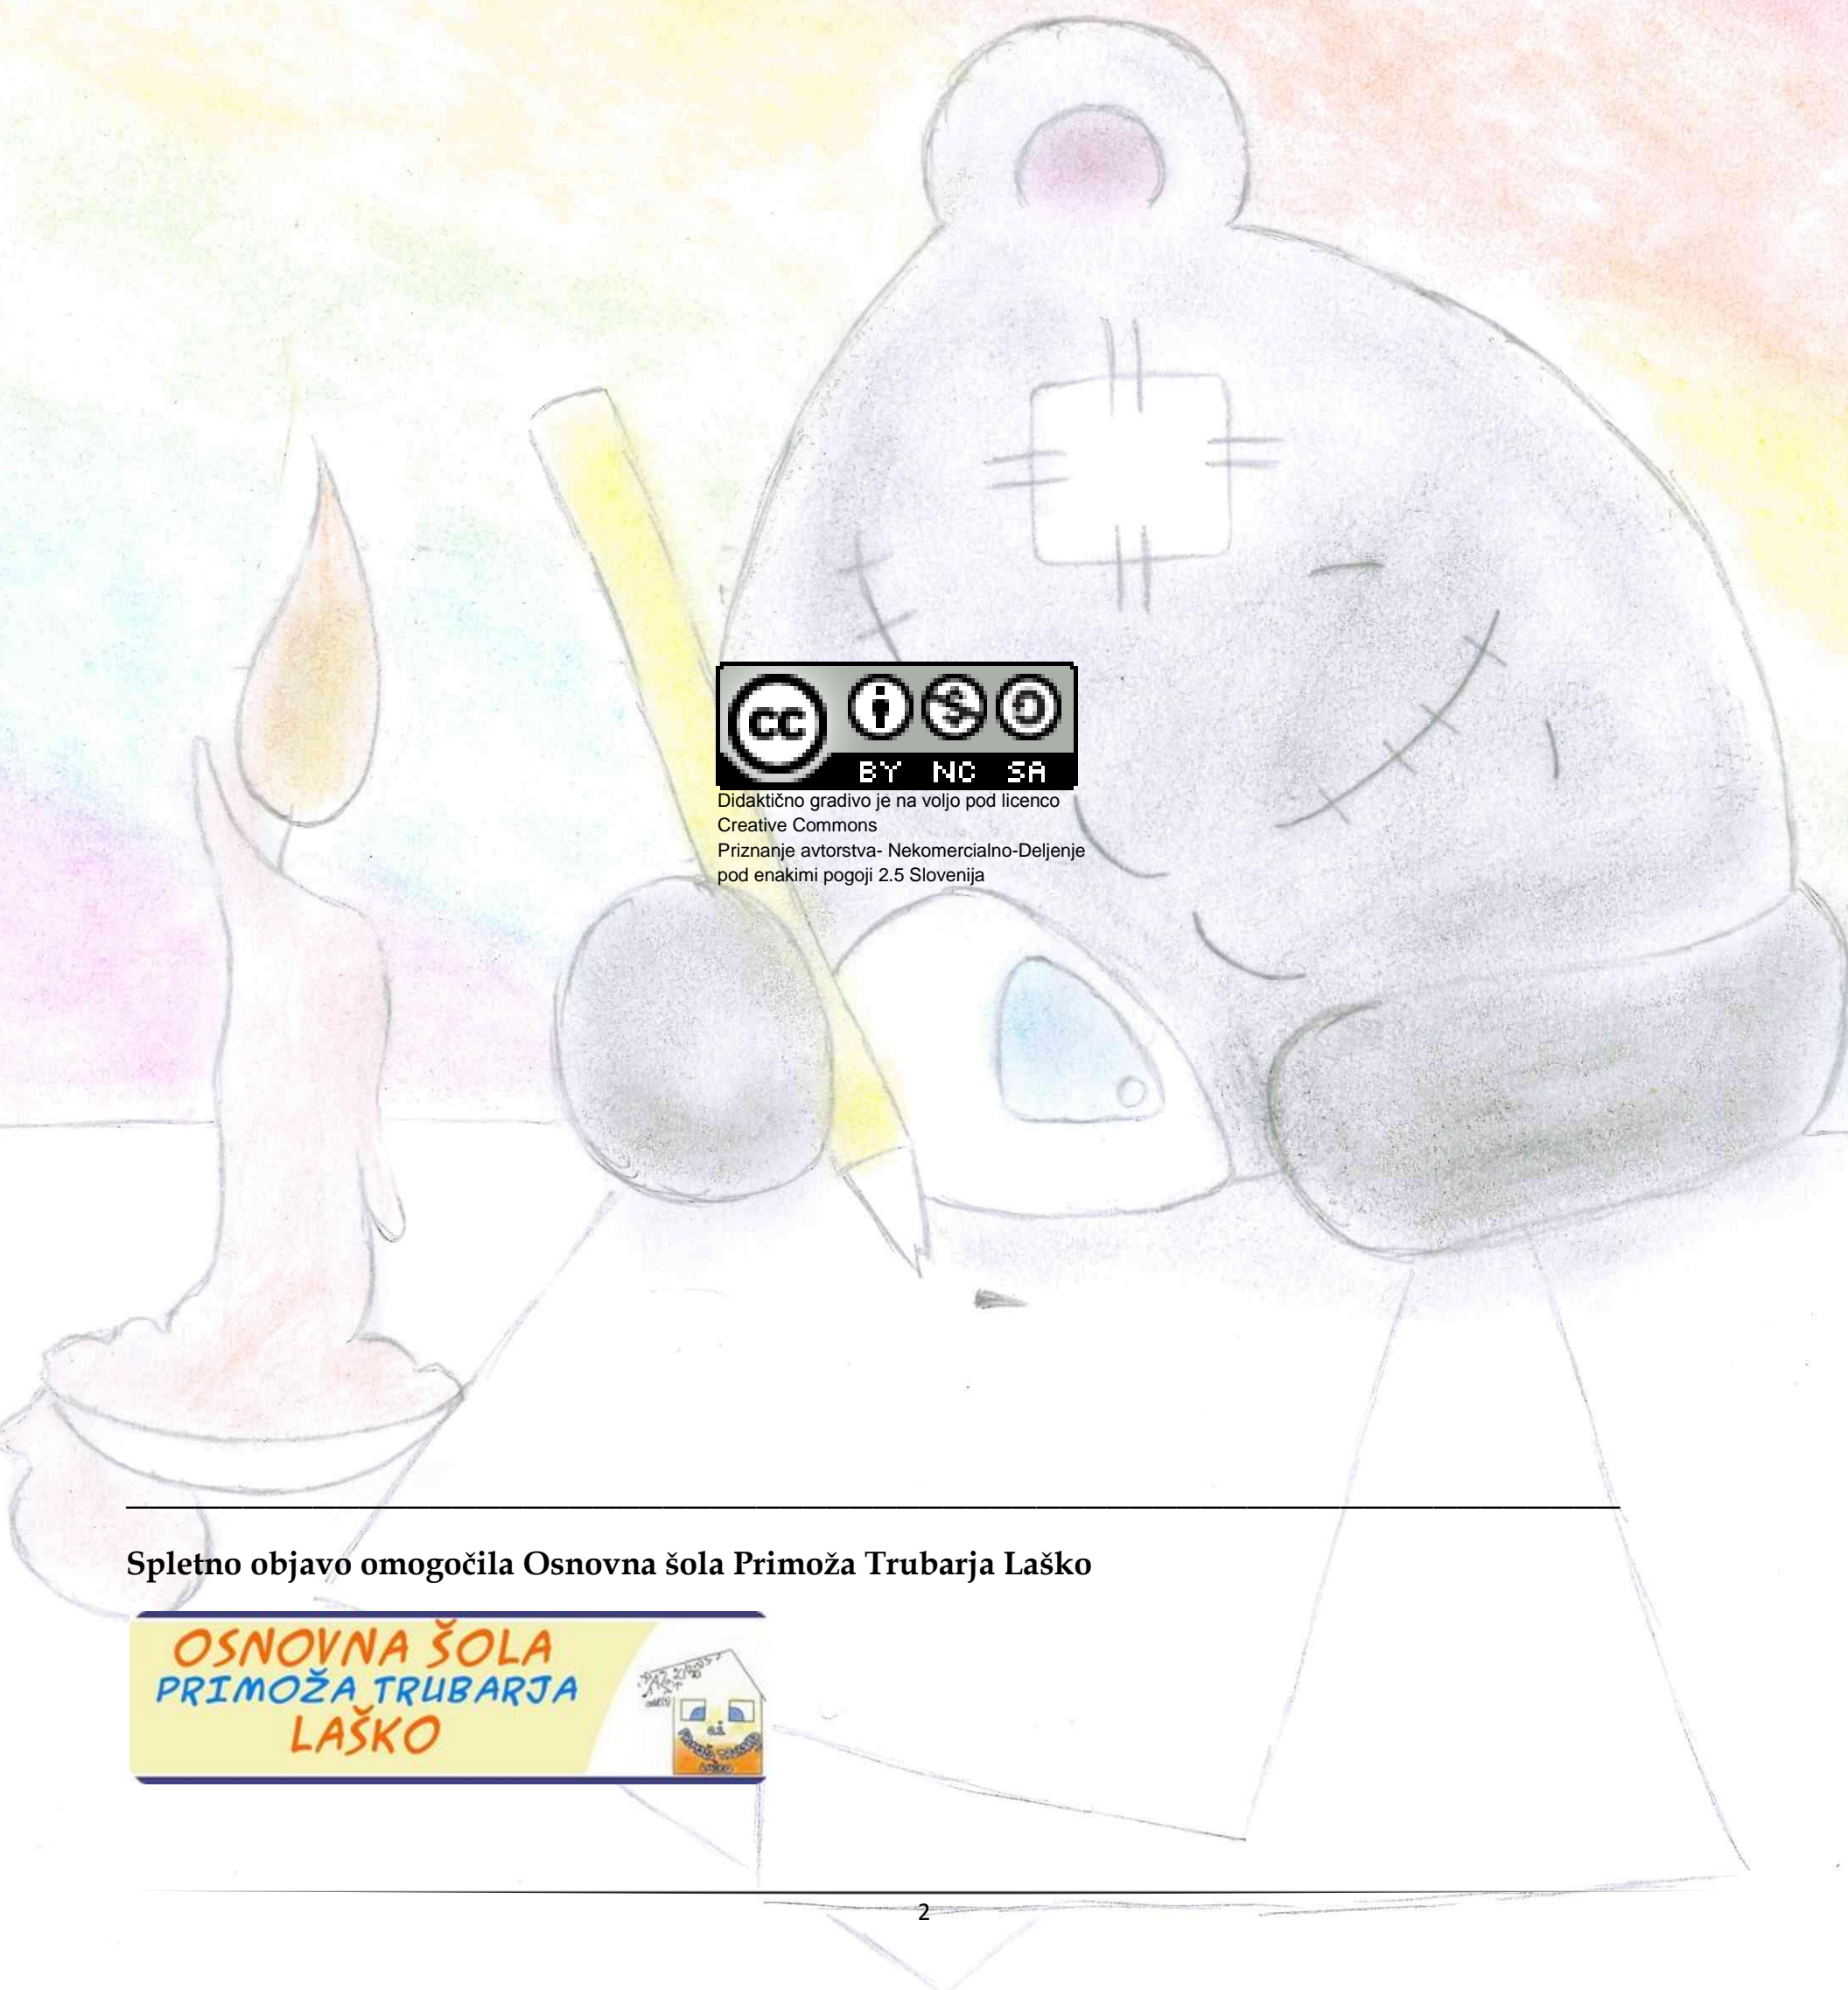 cc
BY NC SA
Didaktično gradivo je na voljo pod licenco
Creative Commons
Priznanje avtorstva- Nekomercialno-Deljenje
pod enakimi pogoji 2.5 Slovenija
Spletno objavo omogočila Osnovna šola Primoža Trubarja Laško
OSNOVNA ŠOLA
PRIMOŽA TRUBARJA
LAŠKO
2